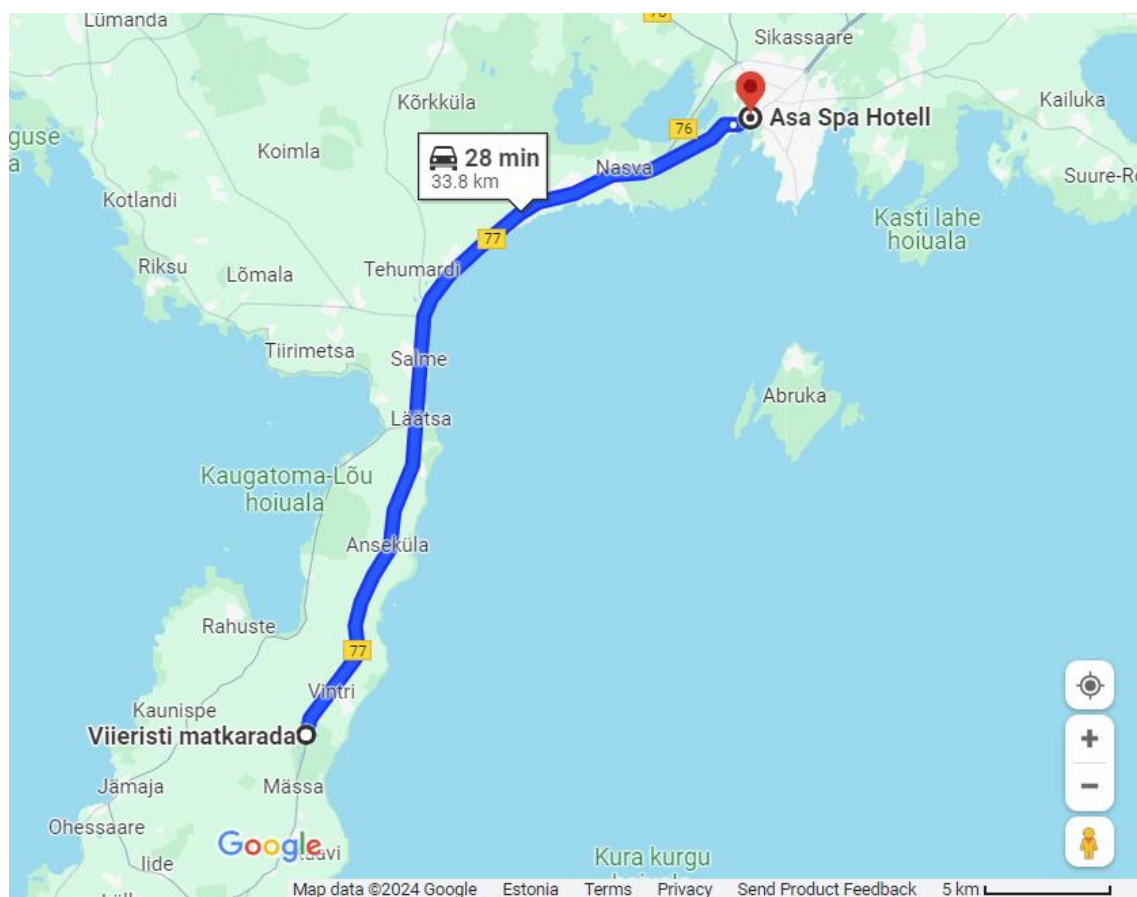 Lümanda
76
Sikassaare
Kõrkküla
Kailuka
Asa Spa Hotell
guse
a
Koimla
28 min
33.8 km
76
Nasva
Suure-Ro
Kotlandi
Kasti lahe
hoiuala
77
Riksu
Lõmala
Tehumardi
Tiirimetsa
Salme
Abruka
Läätsa
Kaugatoma-Lõu
hoiuala
Anseküla
Rahuste
77
Vintri
Kaunispe
Viieristi matkarada
Jämaja
Mässa
Ohessaare
Google
Iide
Kura kurgu
Map data ©2024 Google Estonia Terms Privacy Send Product Feedback 5 km